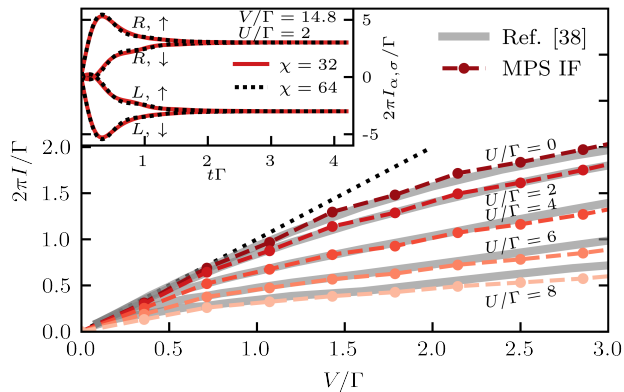 R, ↑
R, ↓
L, ↑
L, ↓
V/Γ = 14.8
U/Γ = 2
χ = 32
χ = 64
5
0
−5
2πI_{α,σ}/Γ
1
2
3
4
tΓ
Ref. [38]
MPS IF
2πI/Γ
2.0
1.5
1.0
0.5
0.0
U/Γ = 0
U/Γ = 2
U/Γ = 4
U/Γ = 6
U/Γ = 8
0.0
0.5
1.0
1.5
2.0
2.5
3.0
V/Γ